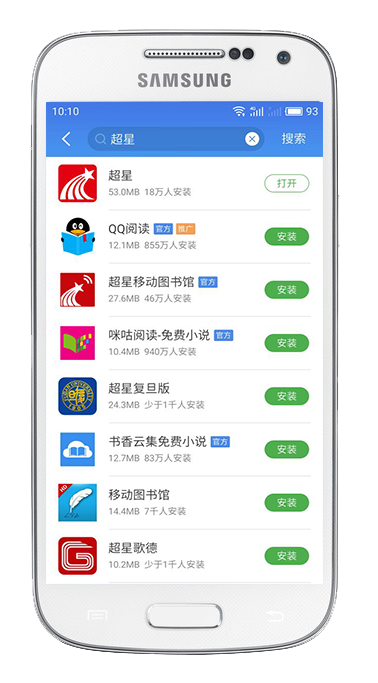 SAMSUNG
10:10
93
超星
搜索
超星
53.0MB 18万人安装
打开
QQ阅读 官方 推广
12.1MB 855万人安装
安装
超星移动图书馆 官方
27.6MB 46万人安装
安装
咪咕阅读-免费小说 官方
10.4MB 940万人安装
安装
超星复旦版
24.3MB 少于1千人安装
安装
书香云集免费小说 官方
12.7MB 83万人安装
安装
HD
移动图书馆
14.4MB 7千人安装
安装
超星歌德
10.2MB 少于1千人安装
安装